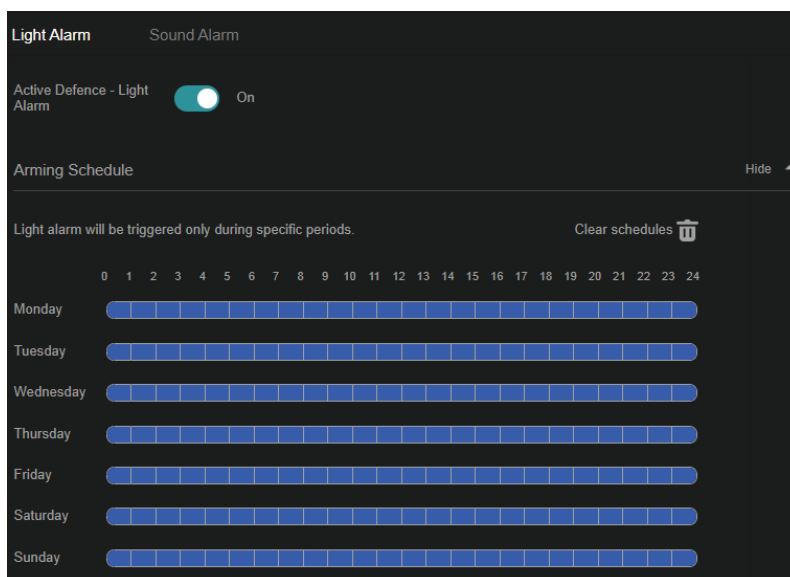 Light Alarm Sound Alarm
Active Defence - Light
Alarm
On
Arming Schedule Hide
Light alarm will be triggered only during specific periods. Clear schedules
0 1 2 3 4 5 6 7 8 9 10 11 12 13 14 15 16 17 18 19 20 21 22 23 24
Monday
Tuesday
Wednesday
Thursday
Friday
Saturday
Sunday